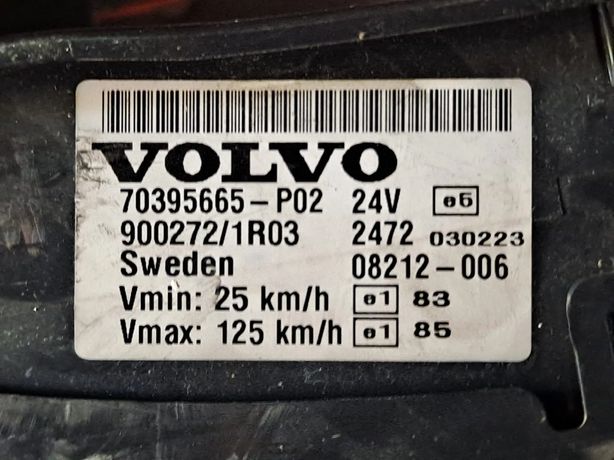 VOLVO
70395665-P02 24V e5
900272/1R03 2472 030223
Sweden 08212-006
Vmin: 25 km/h e1 83
Vmax: 125 km/h e1 85